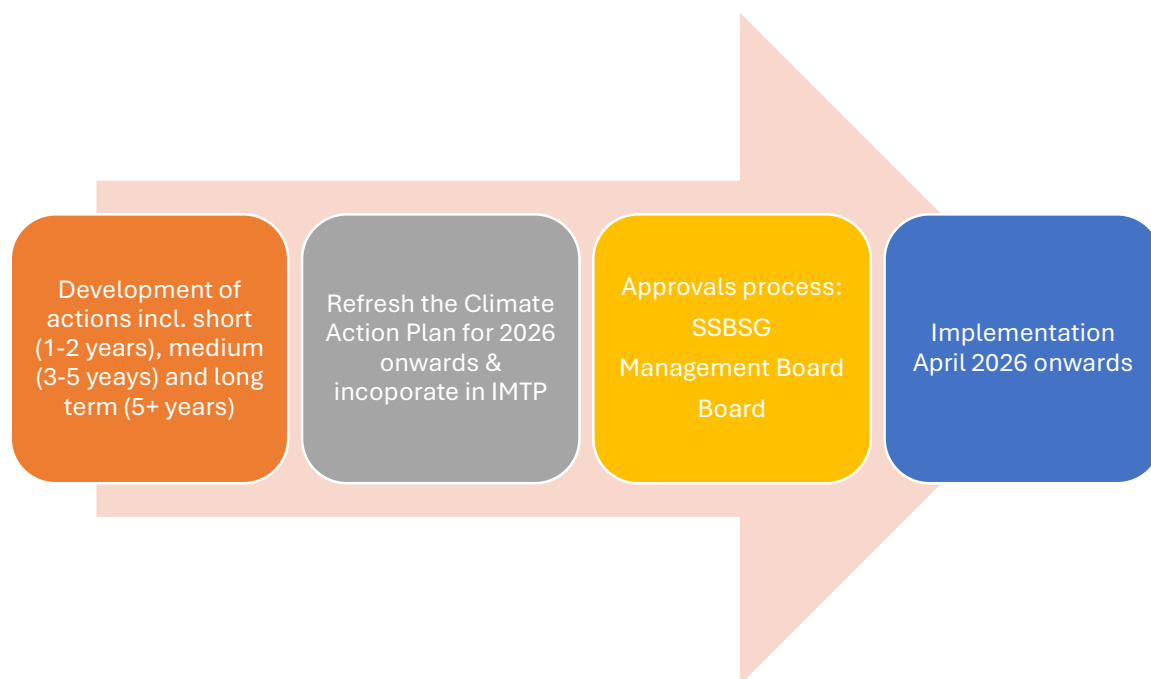 Development of
actions incl. short
(1-2 years), medium
(3-5 yeays) and long
term (5+ years)
Refresh the Climate
Action Plan for 2026
onwards &
incoporate in IMTP
Approvals process:
SSBSG
Management Board
Board
Implementation
April 2026 onwards